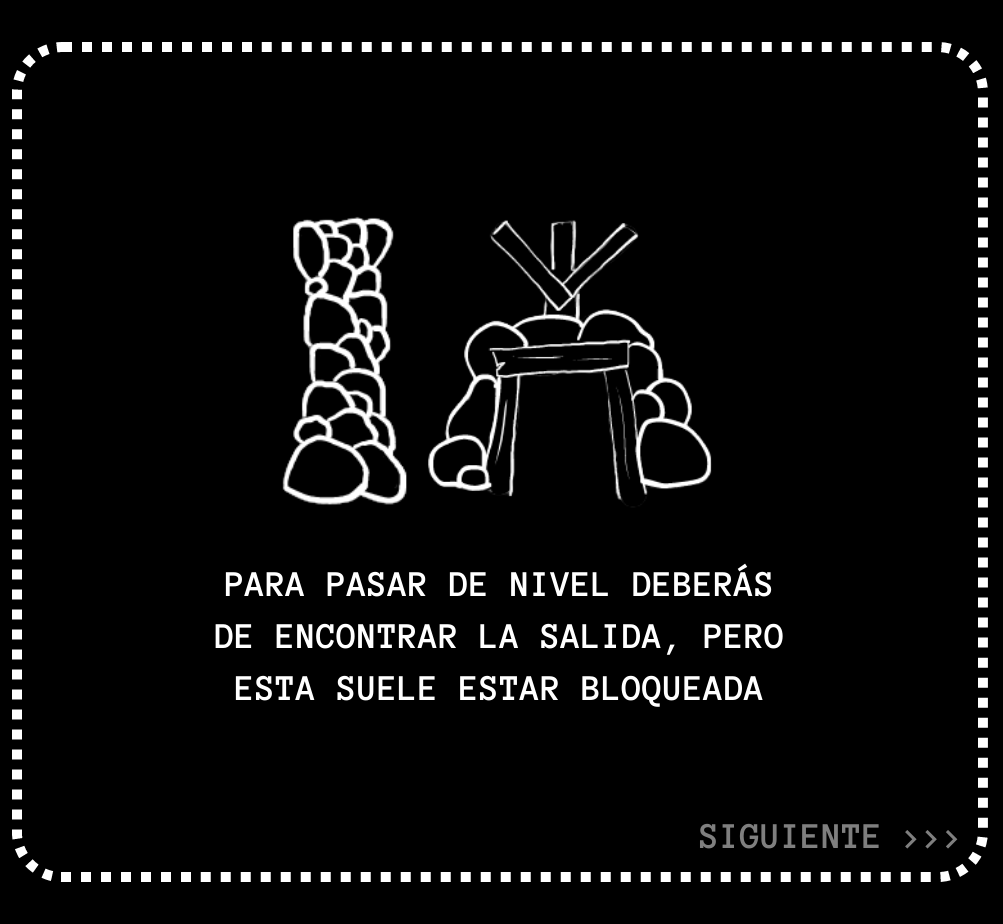 PARA PASAR DE NIVEL DEBERÁS
DE ENCONTRAR LA SALIDA, PERO
ESTA SUELE ESTAR BLOQUEADA
SIGUIENTE >>>